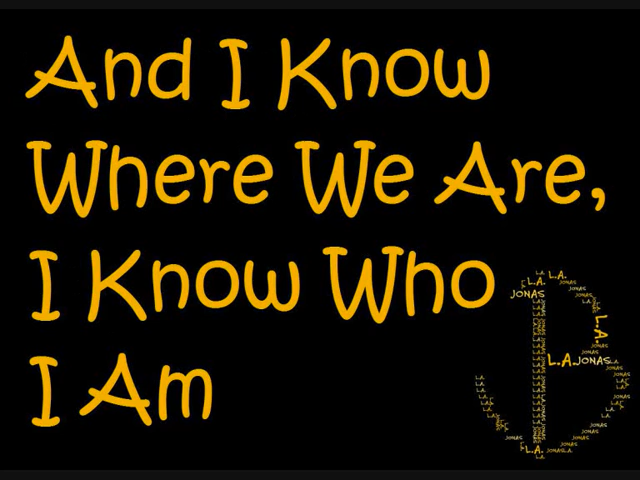 And I Know
Where We Are,
I Know Who
I Am
L.A.
JONAS
L.A.
L.A.JONAS
L.A.